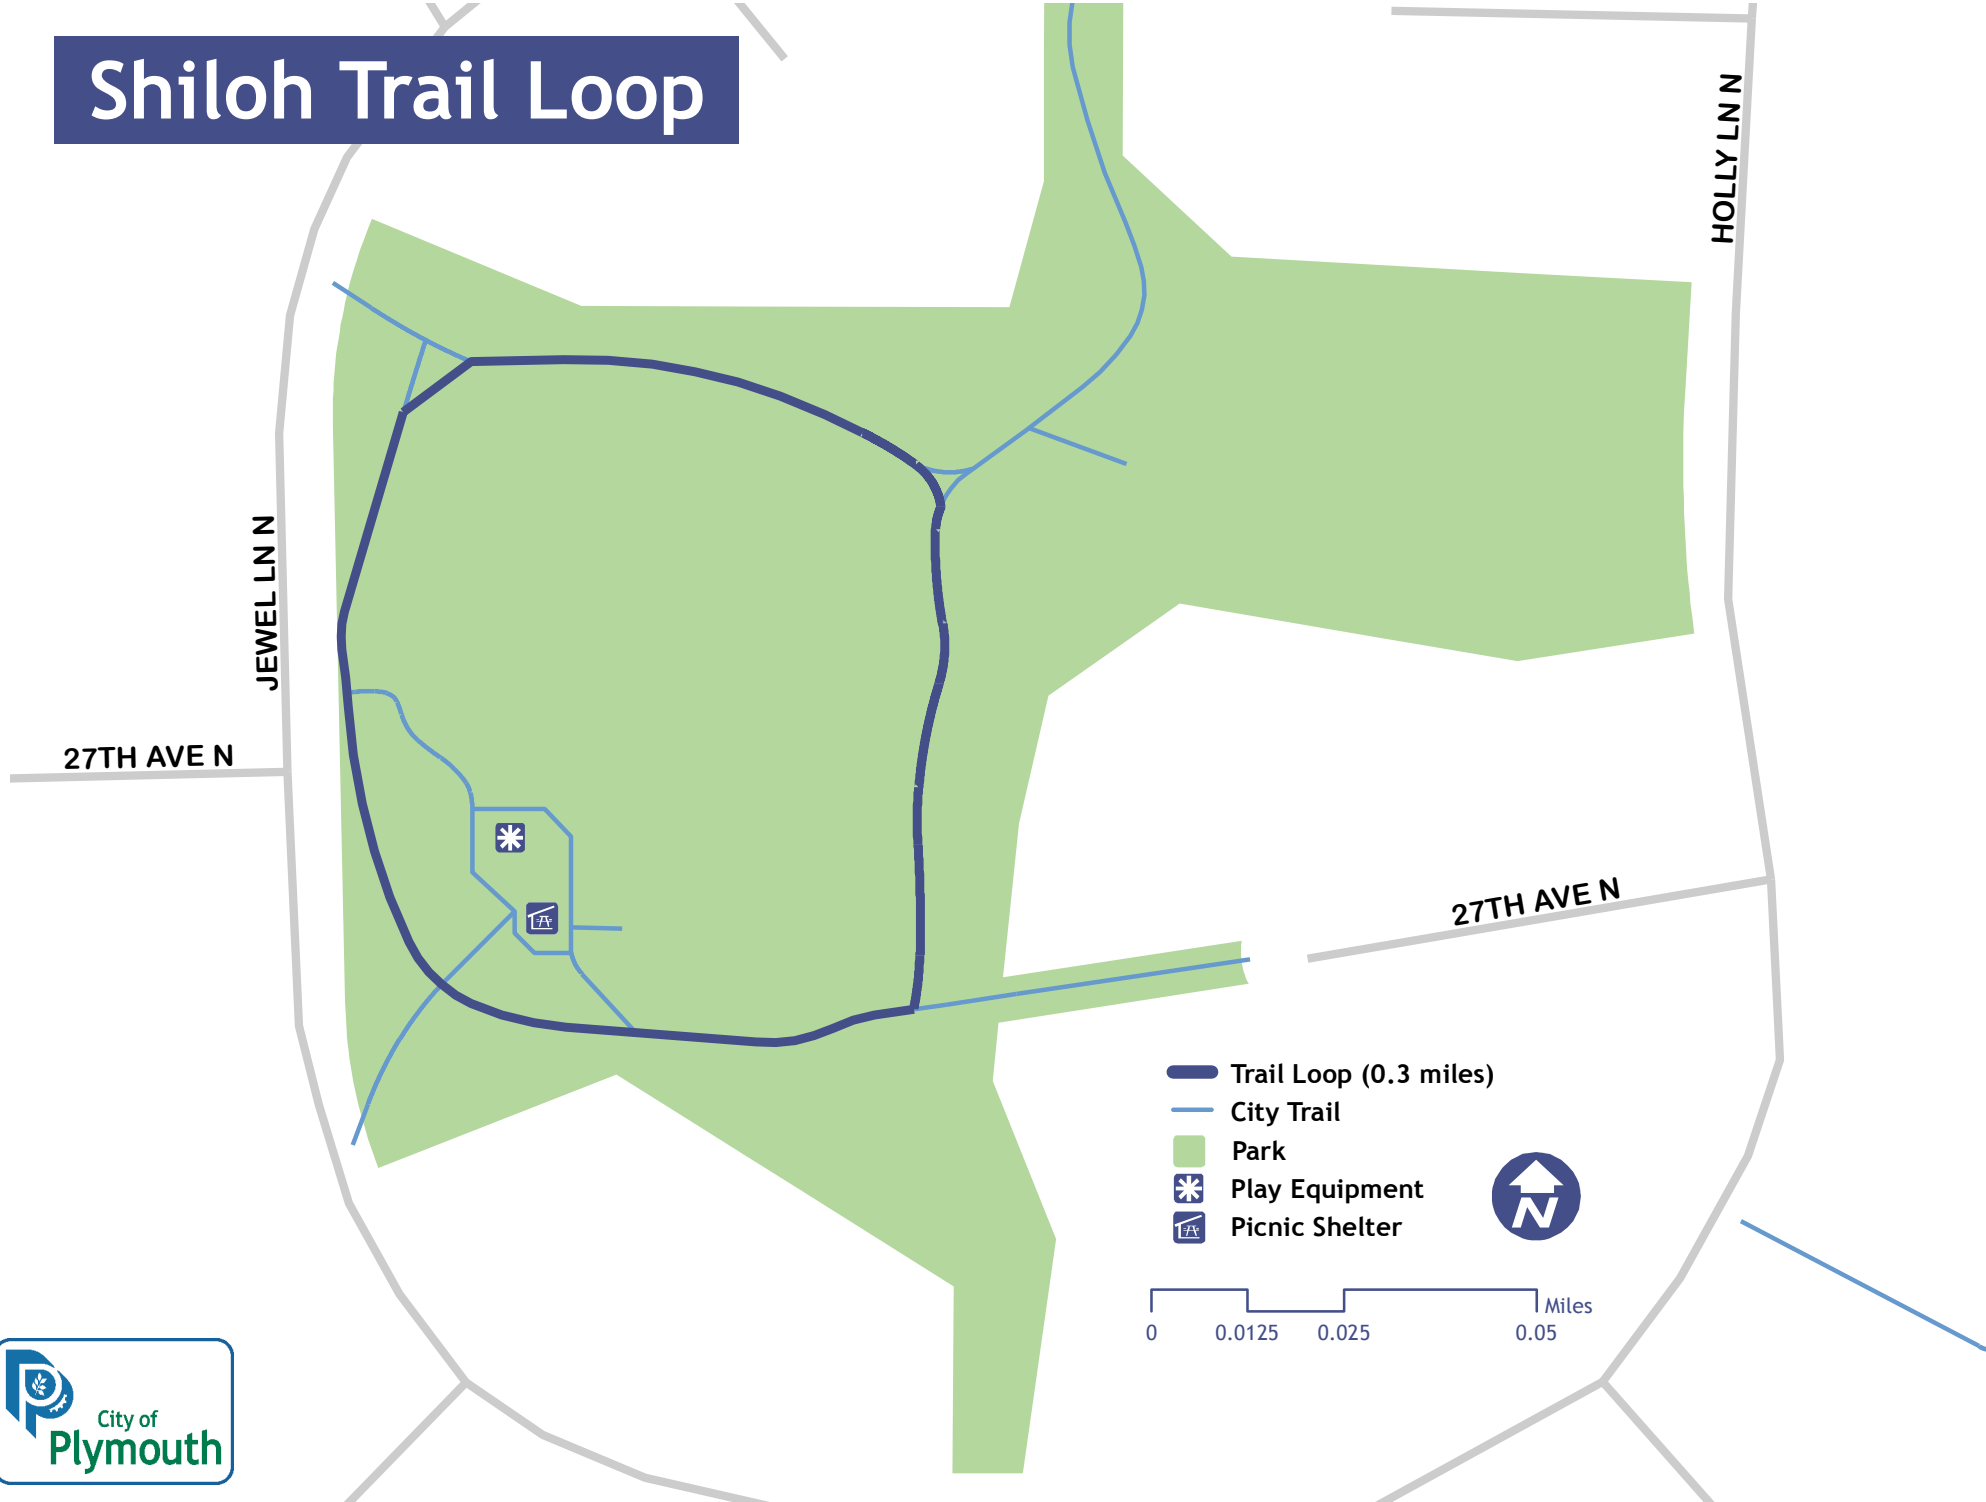 Shiloh Trail Loop
HOLLY LN N
JEWEL LN N
27TH AVE N
27TH AVE N
Trail Loop (0.3 miles)
City Trail
Park
Play Equipment
Picnic Shelter
N
Miles
0 0.0125 0.025 0.05
City of
Plymouth